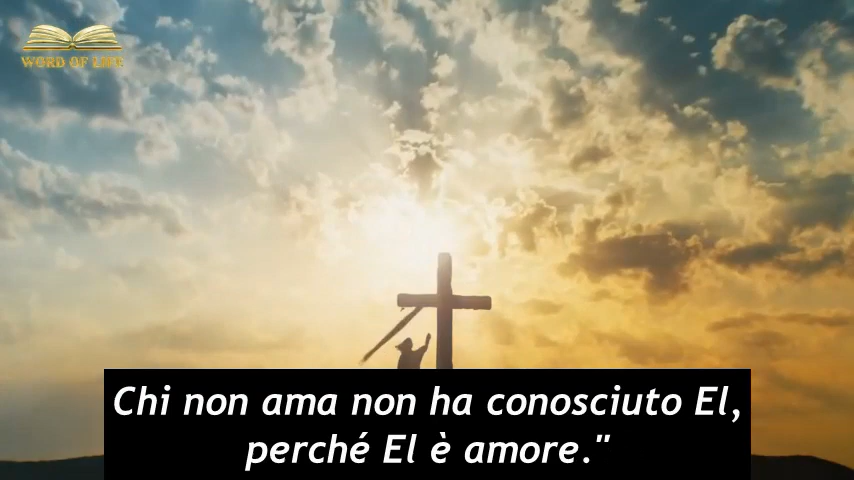 WORD OF LIFE
Chi non ama non ha conosciuto El,
perché El è amore."